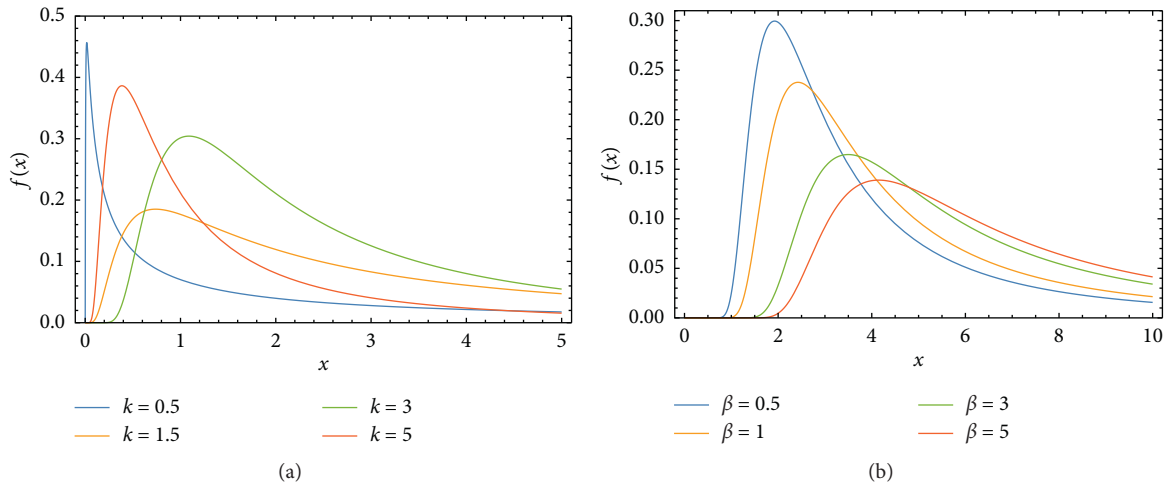 0.5
0.4
0.3
0.2
0.1
0.0
f (x)
0 1 2 3 4 5
x
k = 0.5
k = 3
k = 1.5
k = 5
(a)
0.30
0.25
0.20
0.15
0.10
0.05
0.00
f (x)
0 2 4 6 8 10
x
β = 0.5
β = 3
β = 1
β = 5
(b)